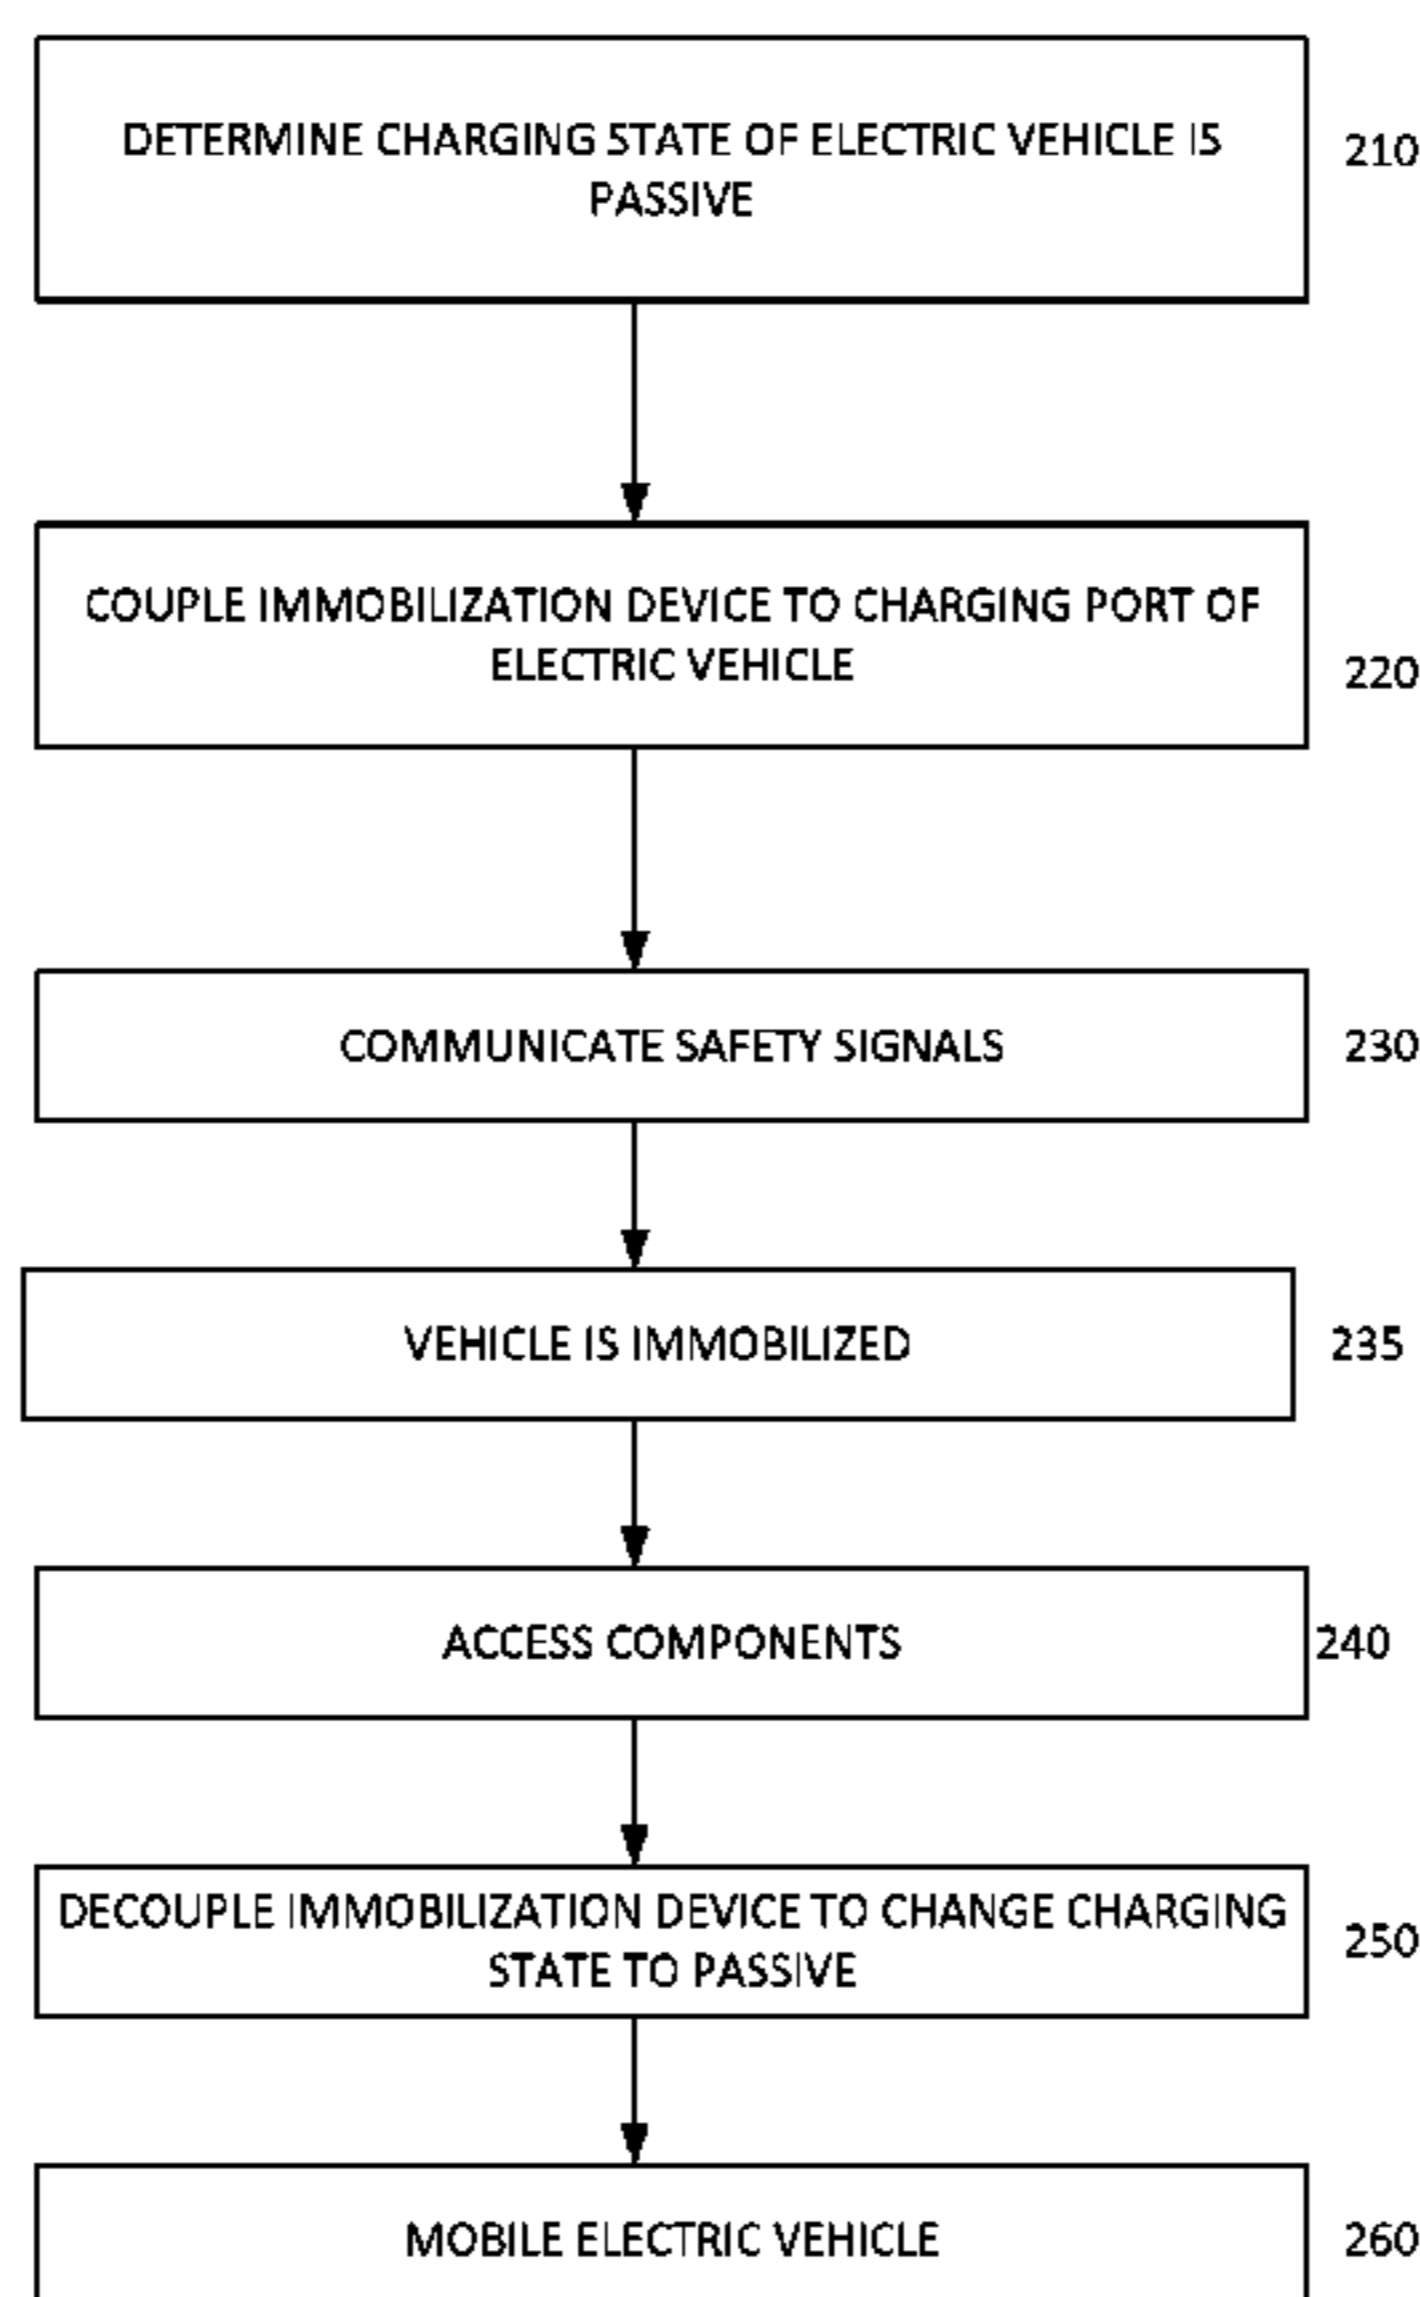 DETERMINE CHARGING STATE OF ELECTRIC VEHICLE IS
PASSIVE
210
COUPLE IMMOBILIZATION DEVICE TO CHARGING PORT OF
ELECTRIC VEHICLE
220
COMMUNICATE SAFETY SIGNALS
230
VEHICLE IS IMMOBILIZED
235
ACCESS COMPONENTS
240
DECOUPLE IMMOBILIZATION DEVICE TO CHANGE CHARGING
STATE TO PASSIVE
250
MOBILE ELECTRIC VEHICLE
260